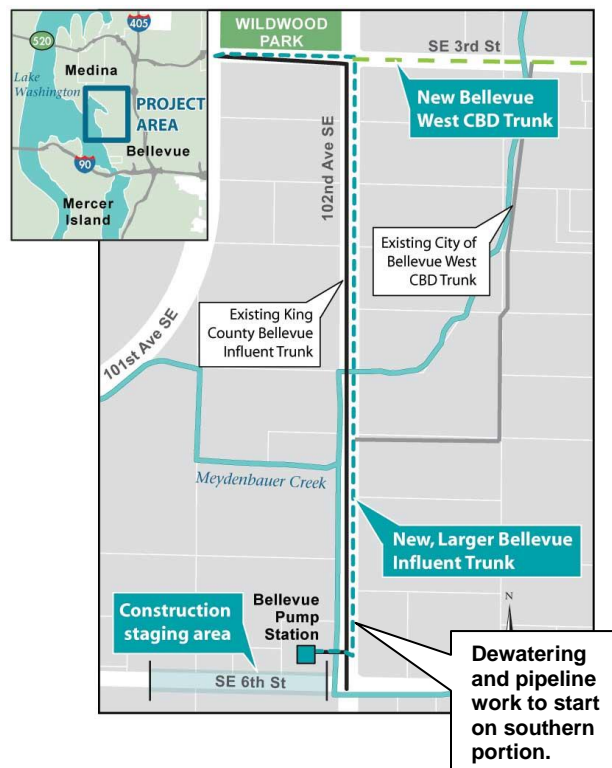 405
520
Medina
Lake
Washington
PROJECT
AREA
Bellevue
90
Mercer
Island
WILDWOOD
PARK
SE 3rd St
New Bellevue
West CBD Trunk
102nd Ave SE
Existing City of
Bellevue West
CBD Trunk
Existing King
County Bellevue
Influent Trunk
101st Ave SE
Meydenbauer Creek
New, Larger Bellevue
Influent Trunk
Construction
staging area
Bellevue
Pump
Station
N
SE 6th St
Dewatering
and pipeline
work to start
on southern
portion.